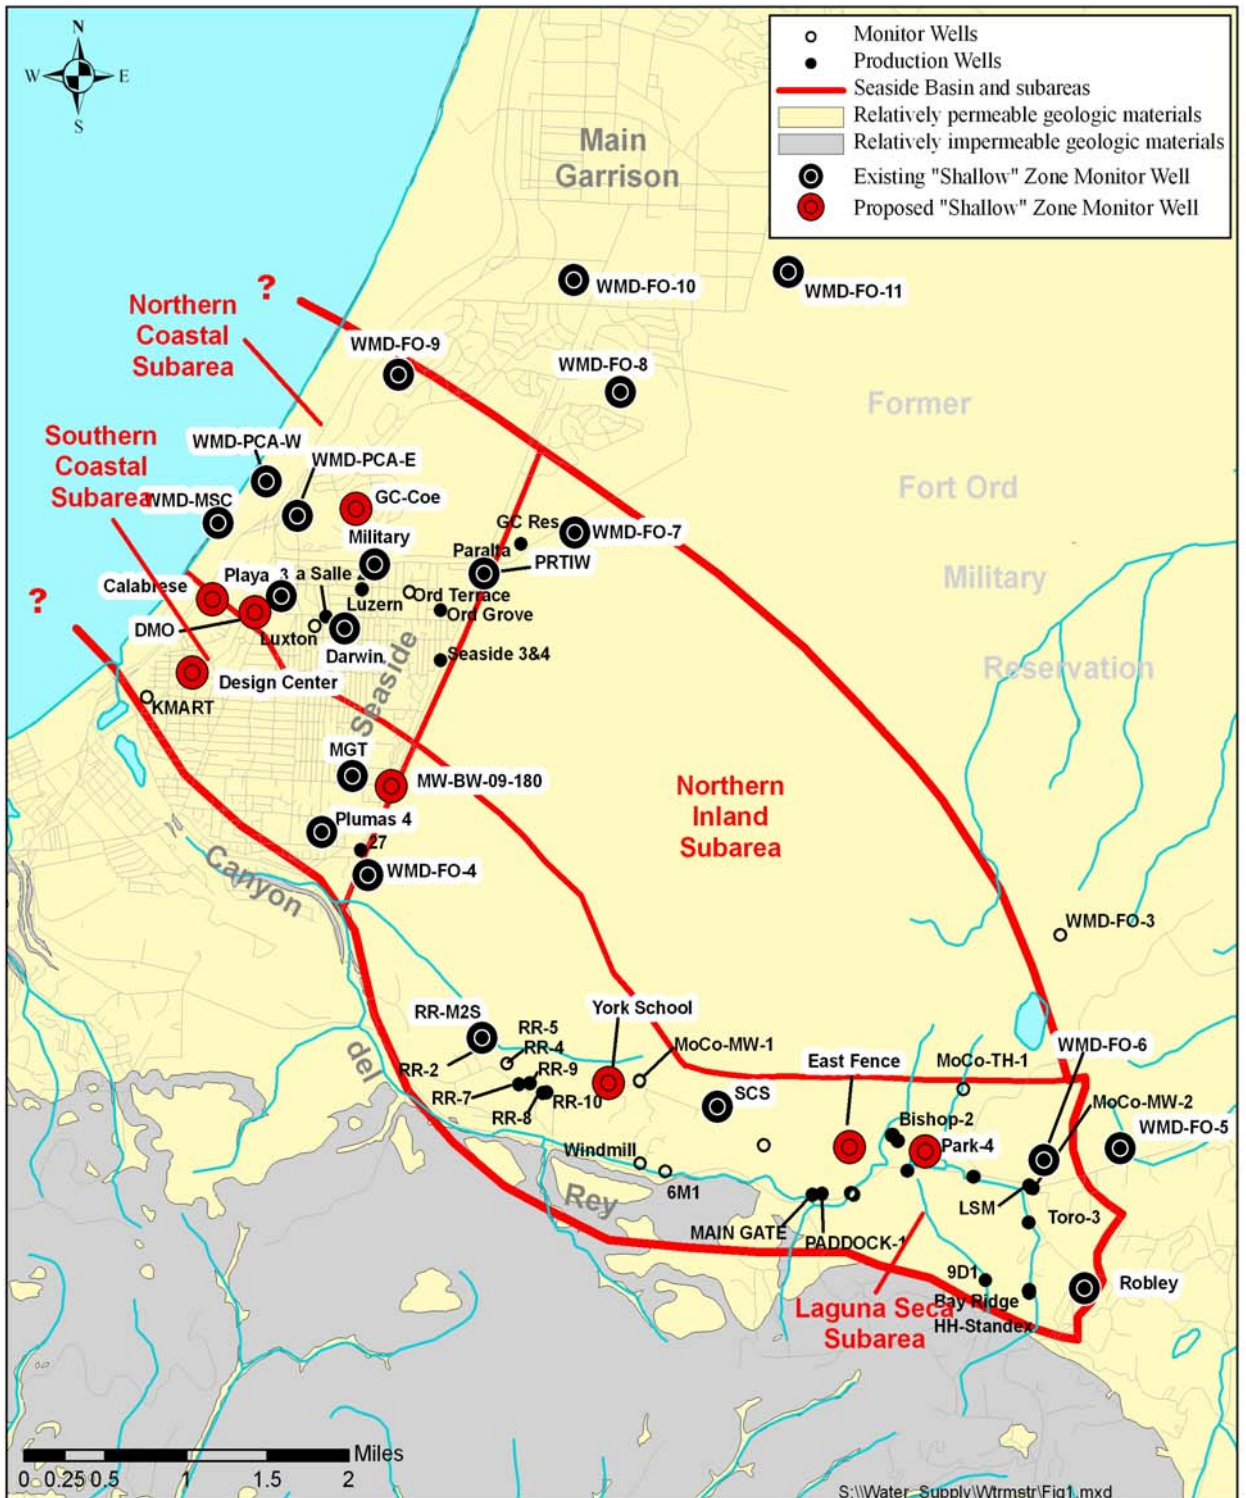 N
W E
S
Monitor Wells
Production Wells
Seaside Basin and subareas
Relatively permeable geologic materials
Relatively impermeable geologic materials
Existing "Shallow" Zone Monitor Well
Proposed "Shallow" Zone Monitor Well
Main
Garrison
WMD-FO-10
WMD-FO-11
?
Northern
Coastal
Subarea
WMD-FO-9
WMD-FO-8
Former
Fort Ord
Military
Reservation
Southern
Coastal
Subarea
WMD-PCA-W
WMD-PCA-E
WMD-MSC
GC-Coe
GC Res
WMD-FO-7
Military
Paralta
PRTIW
Calabrese
Playa 3
a Salle 2
Luzern
Ord Terrace
Ord Grove
?
DMO
Luxton
Darwin
Seaside
Seaside 3&4
Design Center
KMART
MGT
MW-BW-09-180
Northern
Inland
Subarea
Plumas 4
27
WMD-FO-4
Canyon
WMD-FO-3
RR-M2S
York School
RR-5
RR-4
MoCo-MW-1
WMD-FO-6
East Fence
MoCo-TH-1
del
RR-2
RR-9
RR-7
RR-10
RR-8
SCS
MoCo-MW-2
Bishop-2
WMD-FO-5
Park-4
Windmill
6M1
Rey
LSM
Toro-3
MAIN GATE
PADDOCK-1
9D1
Robley
Bay Ridge
HH-Standex
Laguna Seca
Subarea
Miles
0 0.25 0.5 1 1.5 2
S:\\Water_Supply\Wtrmstr\Fig1.mxd